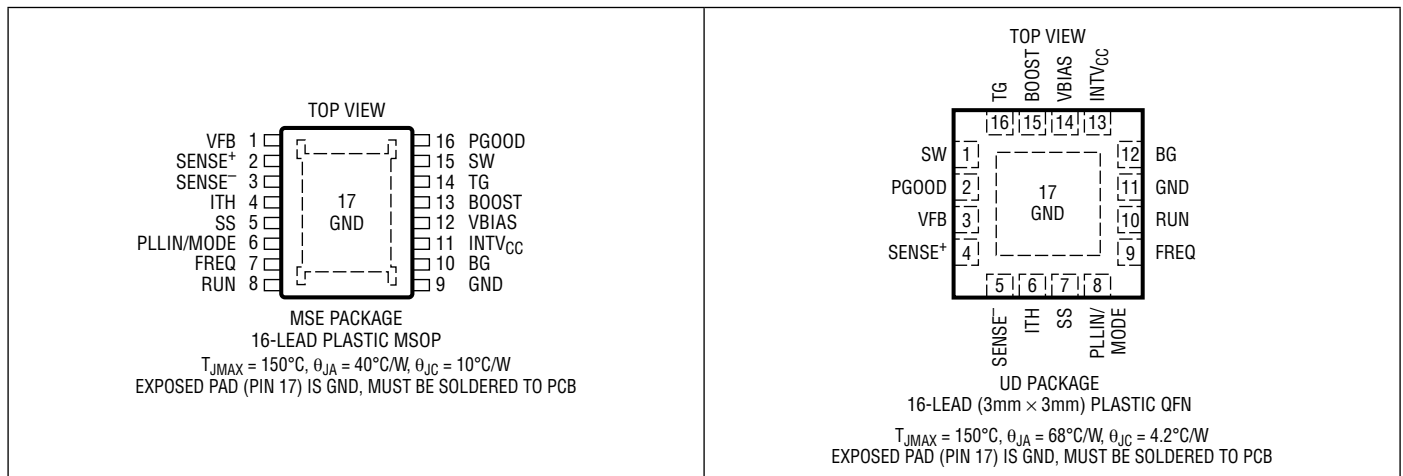 TOP VIEW
VFB 1
SENSE+ 2
SENSE– 3
ITH 4
SS 5
PLLIN/MODE 6
FREQ 7
RUN 8
17
GND
16 PGOOD
15 SW
14 TG
13 BOOST
12 VBIAS
11 INTVCC
10 BG
9 GND
MSE PACKAGE
16-LEAD PLASTIC MSOP
TJMAX = 150°C, θJA = 40°C/W, θJC = 10°C/W
EXPOSED PAD (PIN 17) IS GND, MUST BE SOLDERED TO PCB
TOP VIEW
TG
BOOST
VBIAS
INTVCC
16 15 14 13
SW 1
PGOOD 2
VFB 3
SENSE+ 4
17
GND
12 BG
11 GND
10 RUN
9 FREQ
5 6 7 8
SENSE–
ITH
SS
PLLIN/
MODE
UD PACKAGE
16-LEAD (3mm × 3mm) PLASTIC QFN
TJMAX = 150°C, θJA = 68°C/W, θJC = 4.2°C/W
EXPOSED PAD (PIN 17) IS GND, MUST BE SOLDERED TO PCB